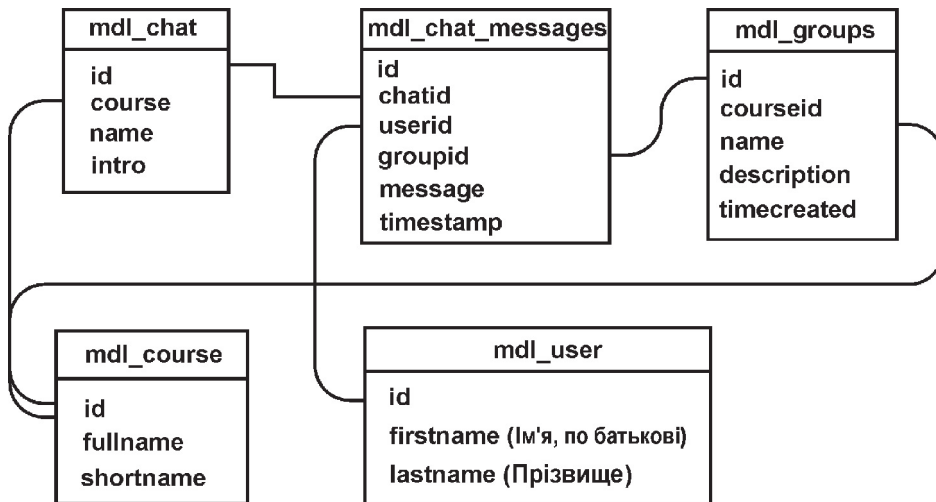 mdl_chat
id
course
name
intro
mdl_chat_messages
id
chatid
userid
groupid
message
timestamp
mdl_groups
id
courseid
name
description
timecreated
mdl_course
id
fullname
shortname
mdl_user
id
firstname (Ім'я, по батькові)
lastname (Прізвище)